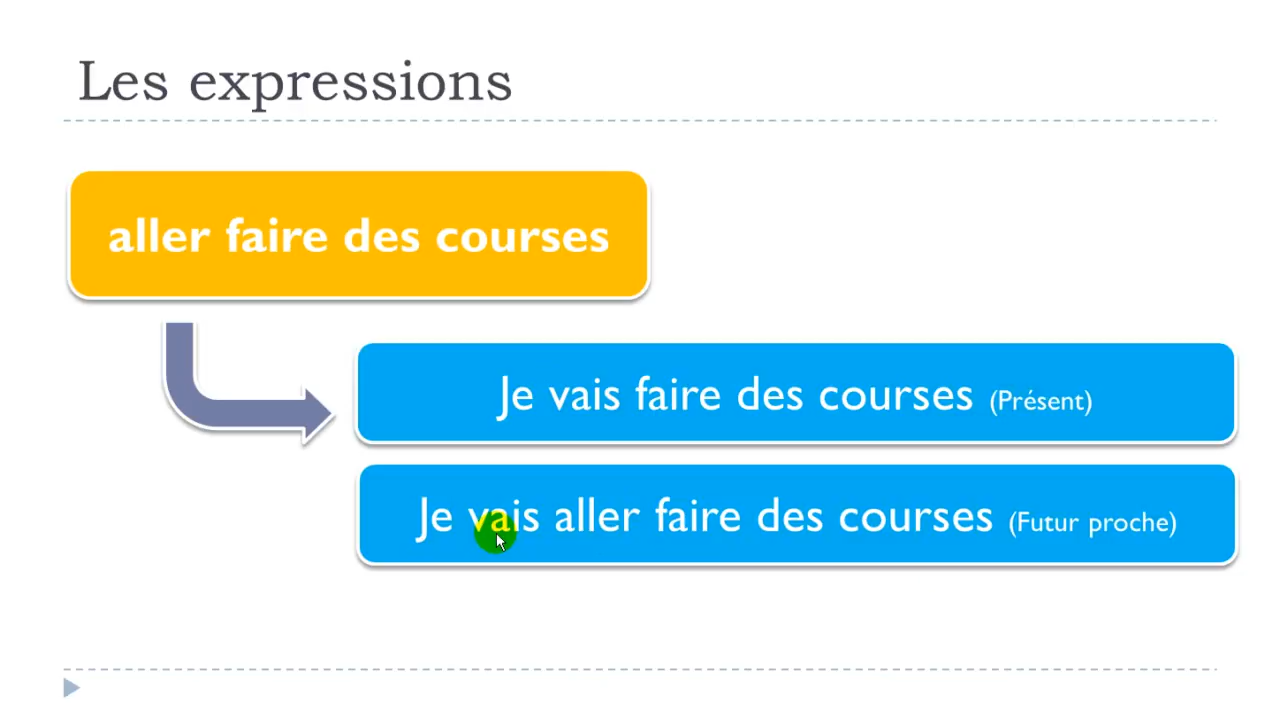 Les expressions
aller faire des courses
Je vais faire des courses (Présent)
Je vais aller faire des courses (Futur proche)